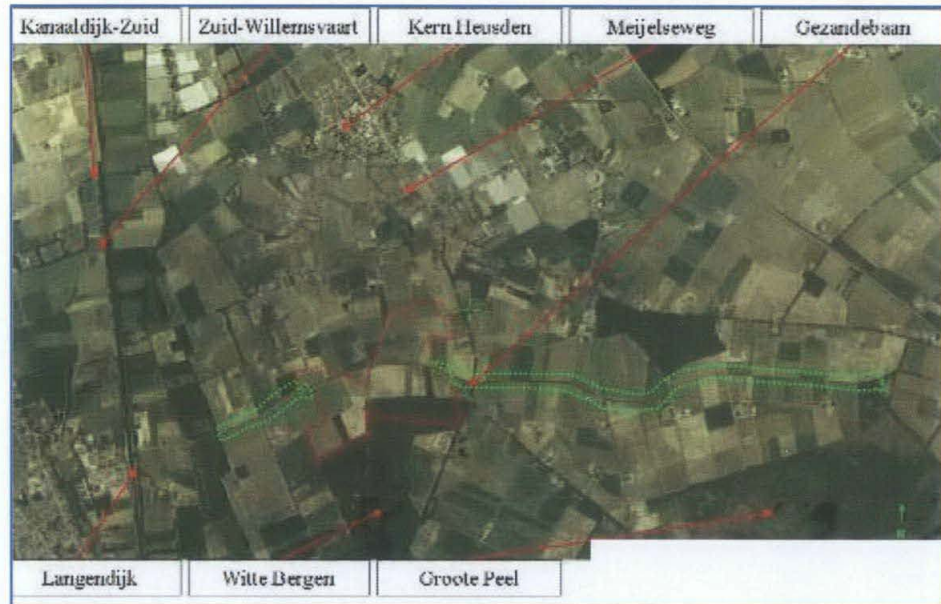 Kanaaldijk-Zuid
Zuid-Willemsvaart
Kern Heusden
Meijelseweg
Gezandebaan
Langendijk
Witte Bergen
Groote Peel